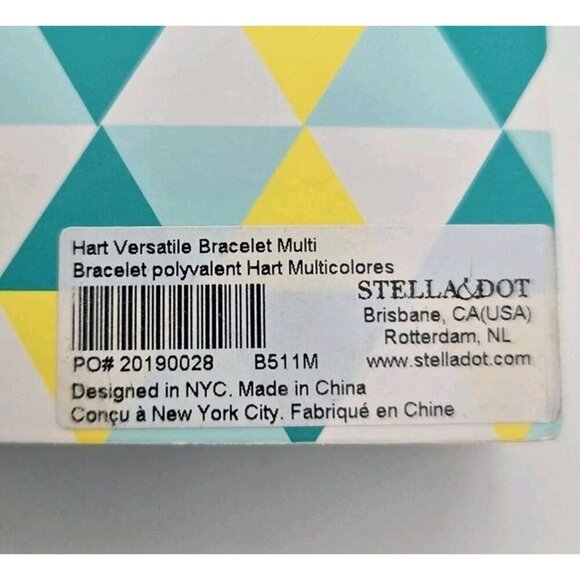 Hart Versatile Bracelet Multi
Bracelet polyvalent Hart Multicolores
STELLA&DOT
Brisbane, CA(USA)
Rotterdam, NL
PO# 20190028 B511M www.stelladot.com
Designed in NYC. Made in China
Conçu à New York City. Fabriqué en Chine